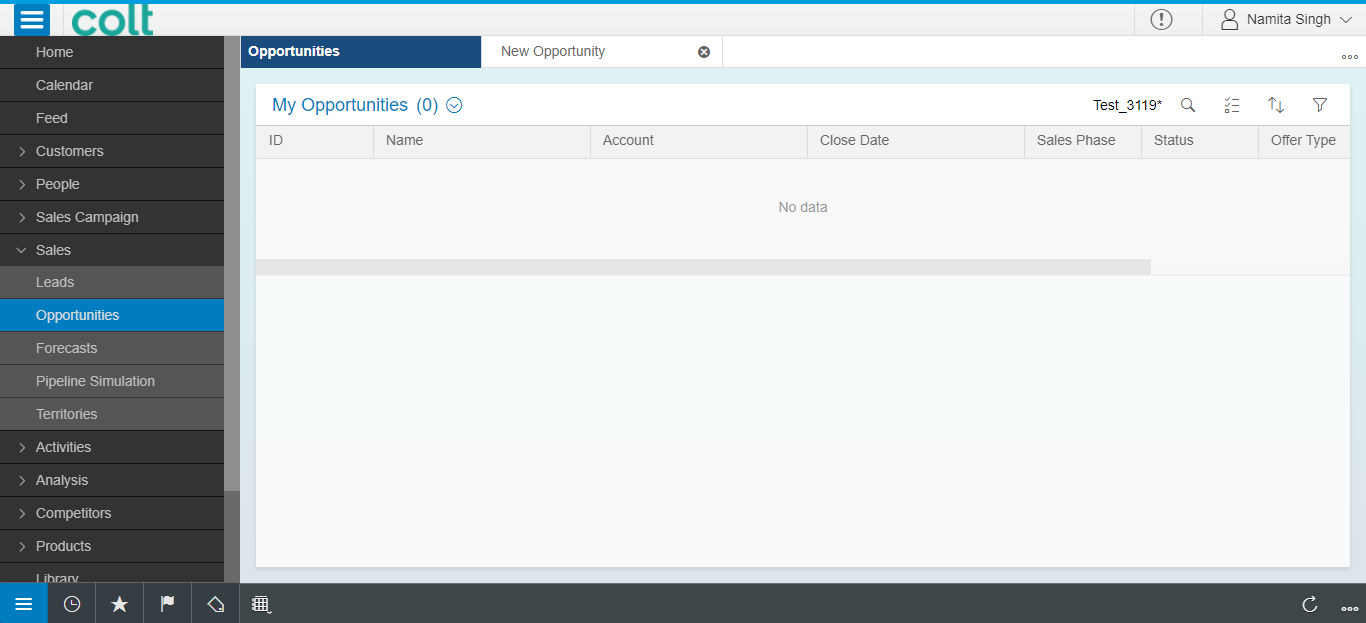 colt
Namita Singh
Home
Calendar
Feed
Customers
People
Sales Campaign
Sales
Leads
Opportunities
Forecasts
Pipeline Simulation
Territories
Activities
Analysis
Competitors
Products
Library
Opportunities
New Opportunity
My Opportunities (0)
Test_3119*
ID Name Account Close Date Sales Phase Status Offer Type
No data